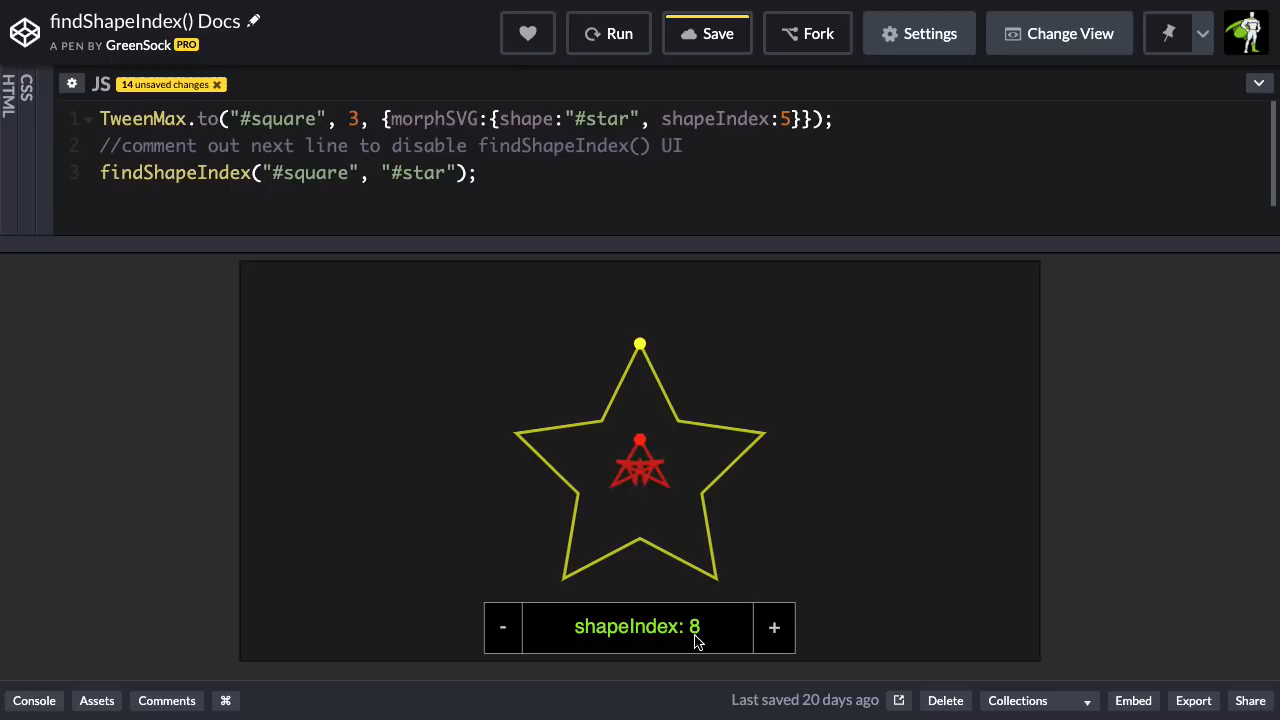 findShapeIndex() Docs
A PEN BY GreenSock PRO
Run
Save
Fork
Settings
Change View
HTML
CSS
JS 14 unsaved changes ×
1 TweenMax.to("#square", 3, {morphSVG:{shape:"#star", shapeIndex:5}});
2 //comment out next line to disable findShapeIndex() UI
3 findShapeIndex("#square", "#star");
- shapeIndex: 8 +
Console Assets Comments ⌘ Last saved 20 days ago Delete Collections Embed Export Share